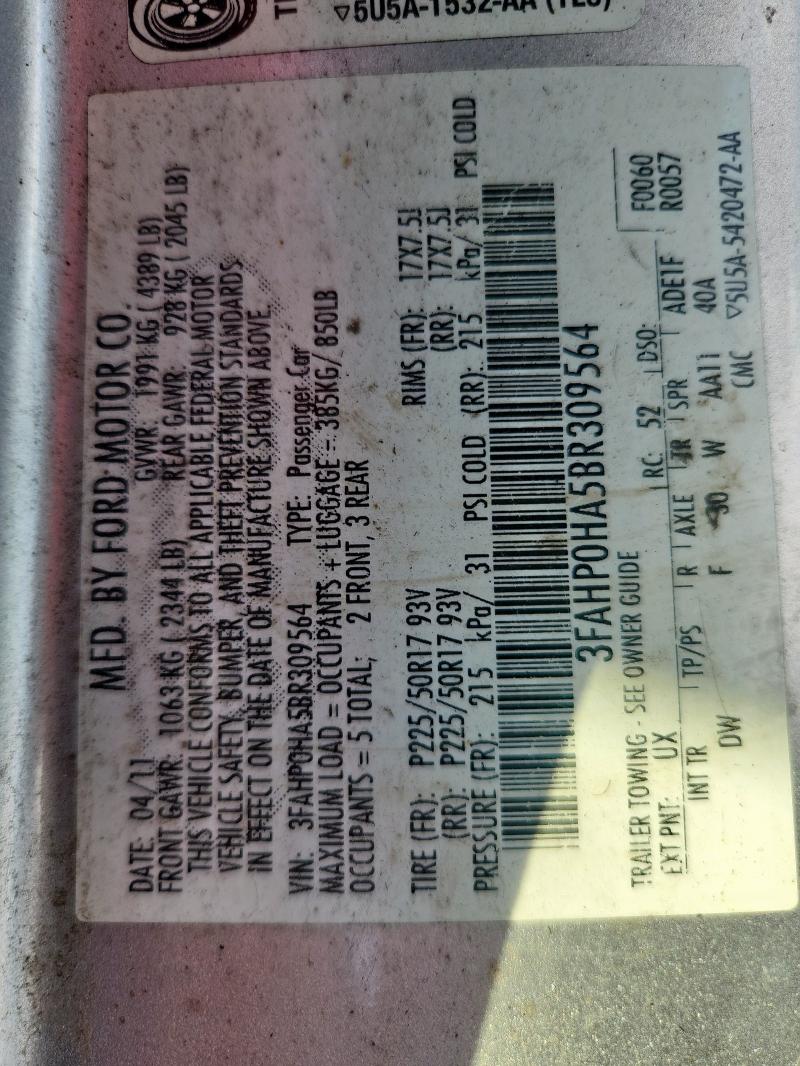 5U5A-1532-AA
MFD. BY FORD MOTOR CO.
DATE: 04/11 GVWR: 1991 KG ( 4389 LB)
FRONT GAWR: 1063 KG ( 2344 LB) REAR GAWR: 928 KG ( 2045 LB)
THIS VEHICLE CONFORMS TO ALL APPLICABLE FEDERAL MOTOR
VEHICLE SAFETY, BUMPER, AND THEFT PREVENTION STANDARDS
IN EFFECT ON THE DATE OF MANUFACTURE SHOWN ABOVE.
VIN: 3FAHP0HA5BR309564 TYPE: Passenger Car
MAXIMUM LOAD = OCCUPANTS + LUGGAGE = 385KG/ 850LB
OCCUPANTS = 5 TOTAL; 2 FRONT, 3 REAR
TIRE (FR): P225/50R17 93V RIMS (FR): 17X7.5J
(RR): P225/50R17 93V (RR): 17X7.5J
PRESSURE (FR): 215 kPa/ 31 PSI COLD (RR): 215 kPa/ 31 PSI COLD
3FAHP0HA5BR309564
TRAILER TOWING - SEE OWNER GUIDE F0060
EXT PNT: UX RC: 52 DSO: R0057
INT TR TP/PS R AXLE TR SPR ADE1F
DW F W AA11 40A
CMC ▽5U5A-5420472-AA